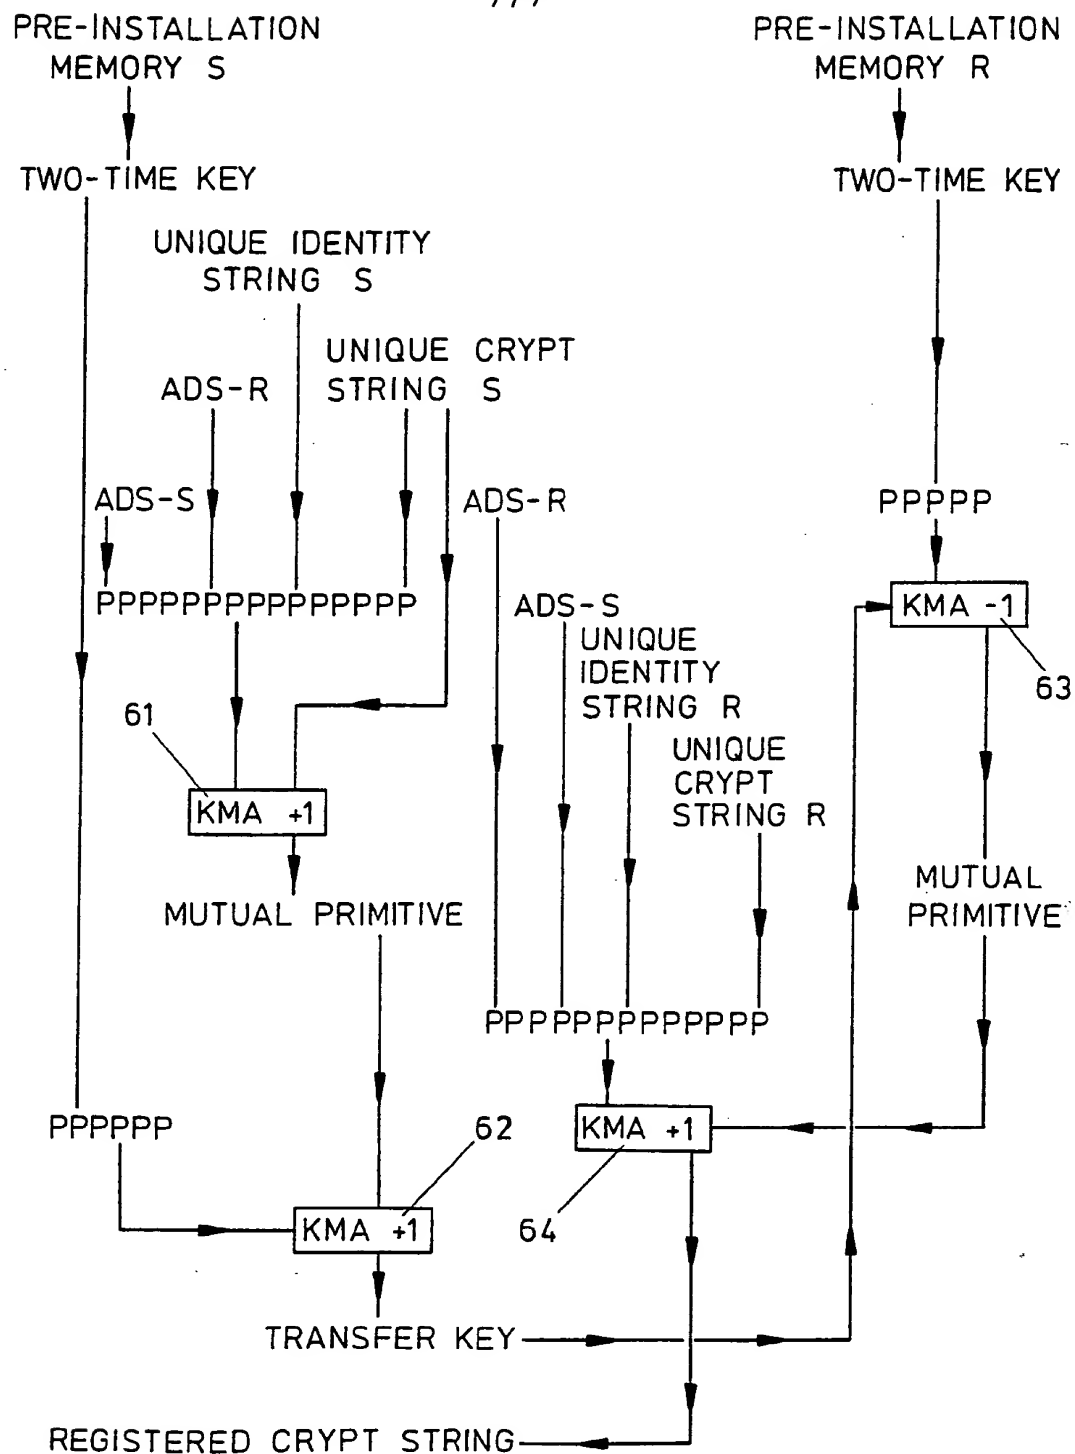 PRE-INSTALLATION
MEMORY S
PRE-INSTALLATION
MEMORY R
TWO-TIME KEY
TWO-TIME KEY
UNIQUE IDENTITY
STRING S
UNIQUE CRYPT
STRING S
ADS-R
ADS-S
ADS-R
PPPPP
PPPPPPPPPPPPPPP
ADS-S
KMA -1
UNIQUE
IDENTITY
STRING R
63
61
UNIQUE
CRYPT
STRING R
KMA +1
MUTUAL
PRIMITIVE
MUTUAL PRIMITIVE
PPPPPPPPPPPPP
PPPPPP
62
KMA +1
KMA +1
64
TRANSFER KEY
REGISTERED CRYPT STRING